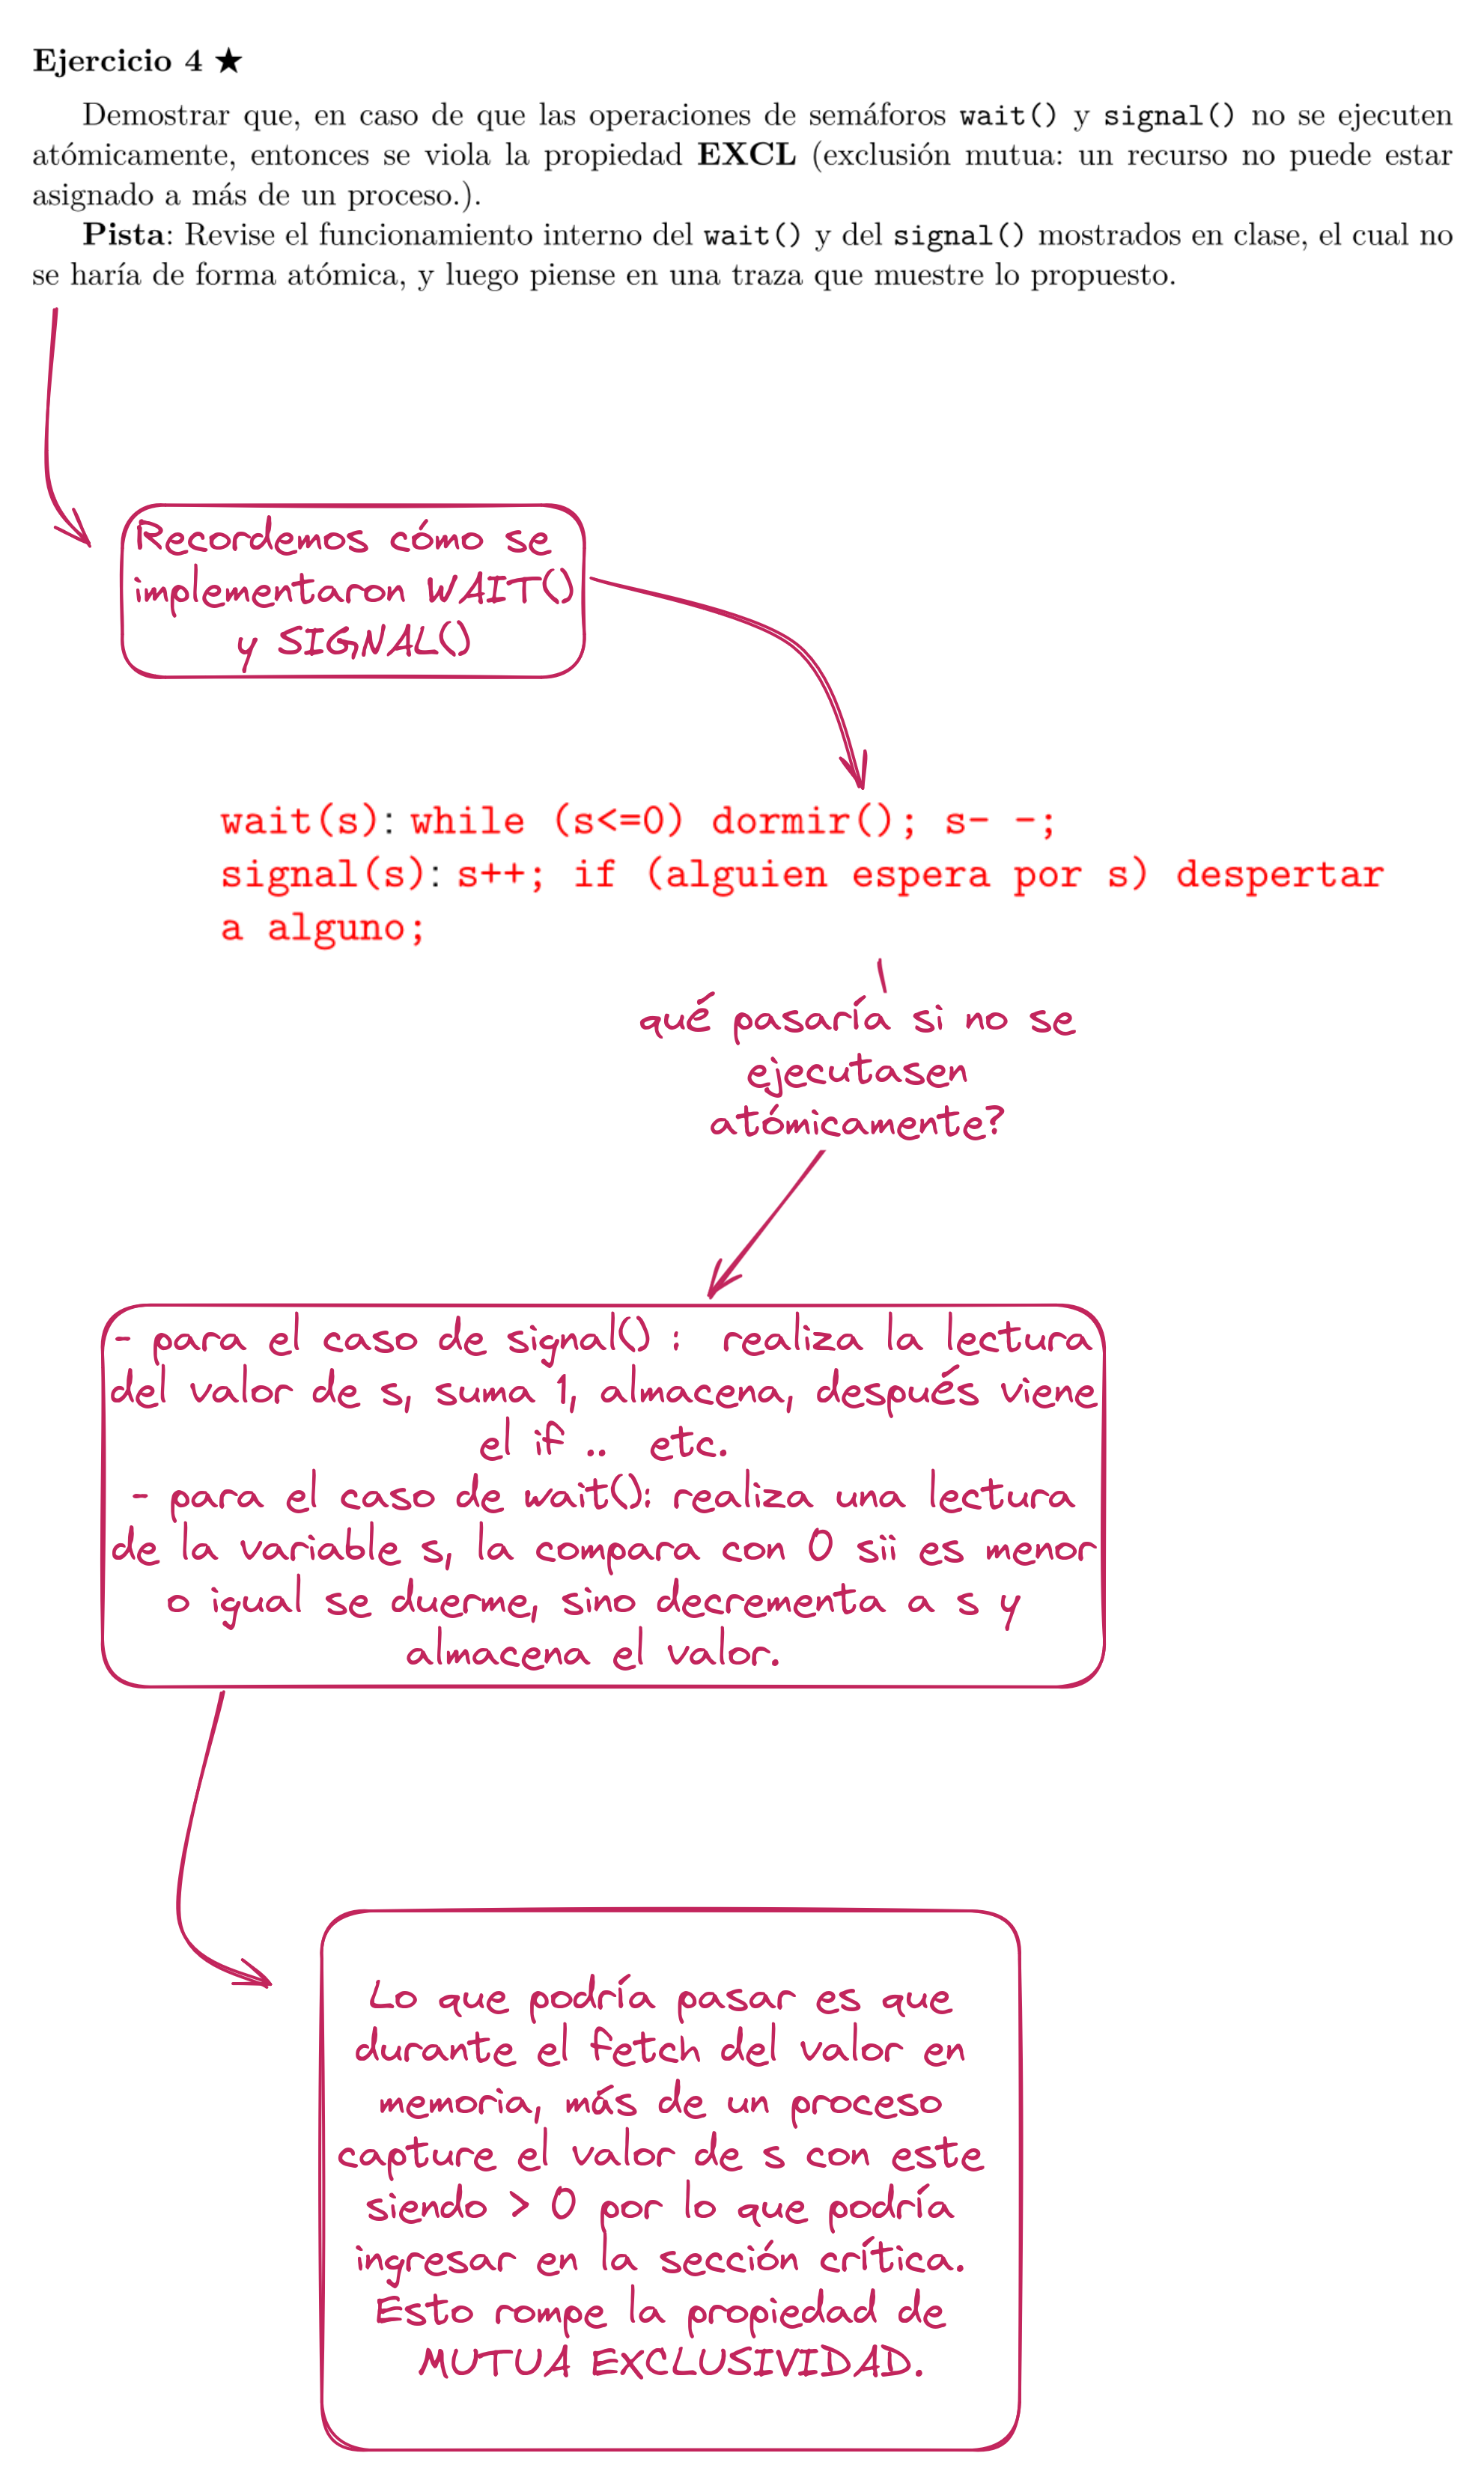 Ejercicio 4 ★
Demostrar que, en caso de que las operaciones de semáforos wait() y signal() no se ejecuten
atómicamente, entonces se viola la propiedad EXCL (exclusión mutua: un recurso no puede estar
asignado a más de un proceso.).
Pista: Revise el funcionamiento interno del wait() y del signal() mostrados en clase, el cual no
se haría de forma atómica, y luego piense en una traza que muestre lo propuesto.
Recordemos cómo se
implementaron WAIT()
y SIGNAL()
wait(s): while (s<=0) dormir(); s- -;
signal(s): s++; if (alguien espera por s) despertar
a alguno;
qué pasaría si no se
ejecutasen
atómicamente?
- para el caso de signal() : realiza la lectura
del valor de s, suma 1, almacena, después viene
el if .. etc.
- para el caso de wait(): realiza una lectura
de la variable s, la compara con 0 sii es menor
o igual se duerme, sino decrementa a s y
almacena el valor.
Lo que podría pasar es que
durante el fetch del valor en
memoria, más de un proceso
capture el valor de s con este
siendo > 0 por lo que podría
ingresar en la sección crítica.
Esto rompe la propiedad de
MUTUA EXCLUSIVIDAD.